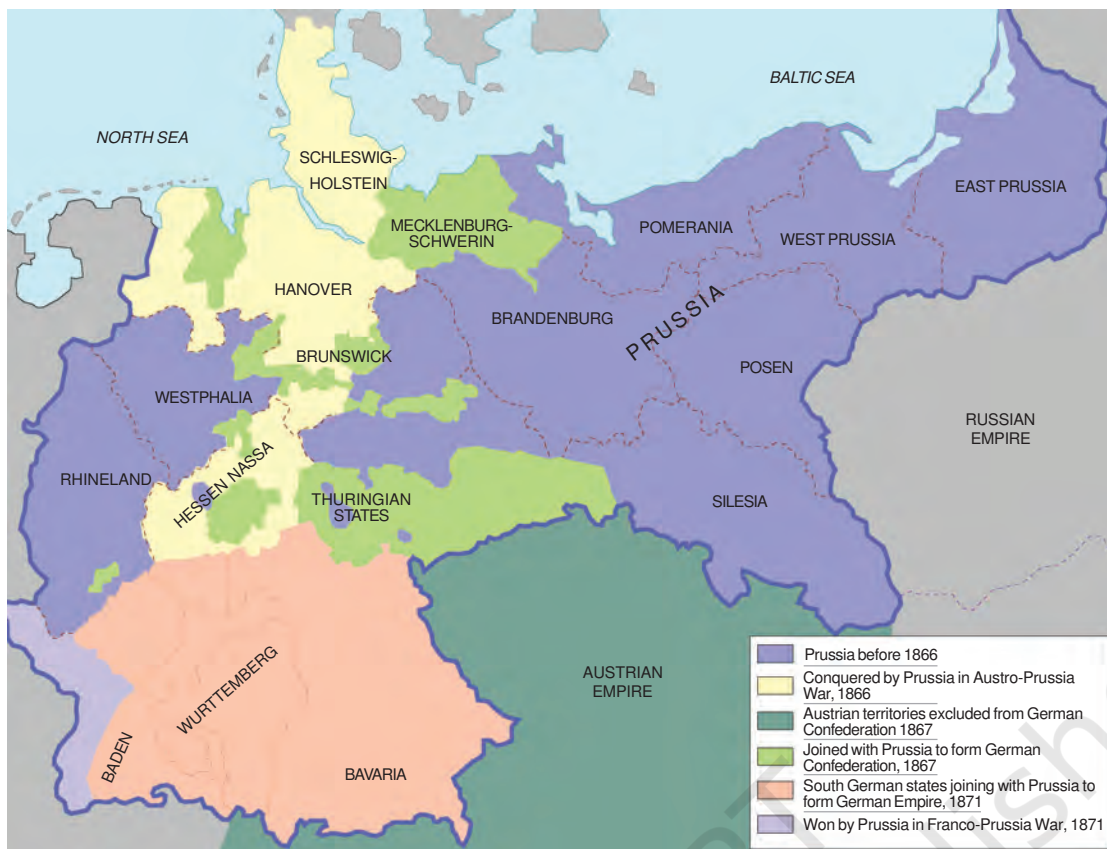 BALTIC SEA
NORTH SEA
SCHLESWIG-
HOLSTEIN
EAST PRUSSIA
MECKLENBURG-
SCHWERIN
POMERANIA
WEST PRUSSIA
HANOVER
BRANDENBURG
PRUSSIA
BRUNSWICK
POSEN
WESTPHALIA
RUSSIAN
EMPIRE
RHINELAND
HESSEN NASSA
THURINGIAN
STATES
SILESIA
AUSTRIAN
EMPIRE
WURTTEMBERG
BADEN
BAVARIA
Prussia before 1866
Conquered by Prussia in Austro-Prussia
War, 1866
Austrian territories excluded from German
Confederation 1867
Joined with Prussia to form German
Confederation, 1867
South German states joining with Prussia to
form German Empire, 1871
Won by Prussia in Franco-Prussia War, 1871